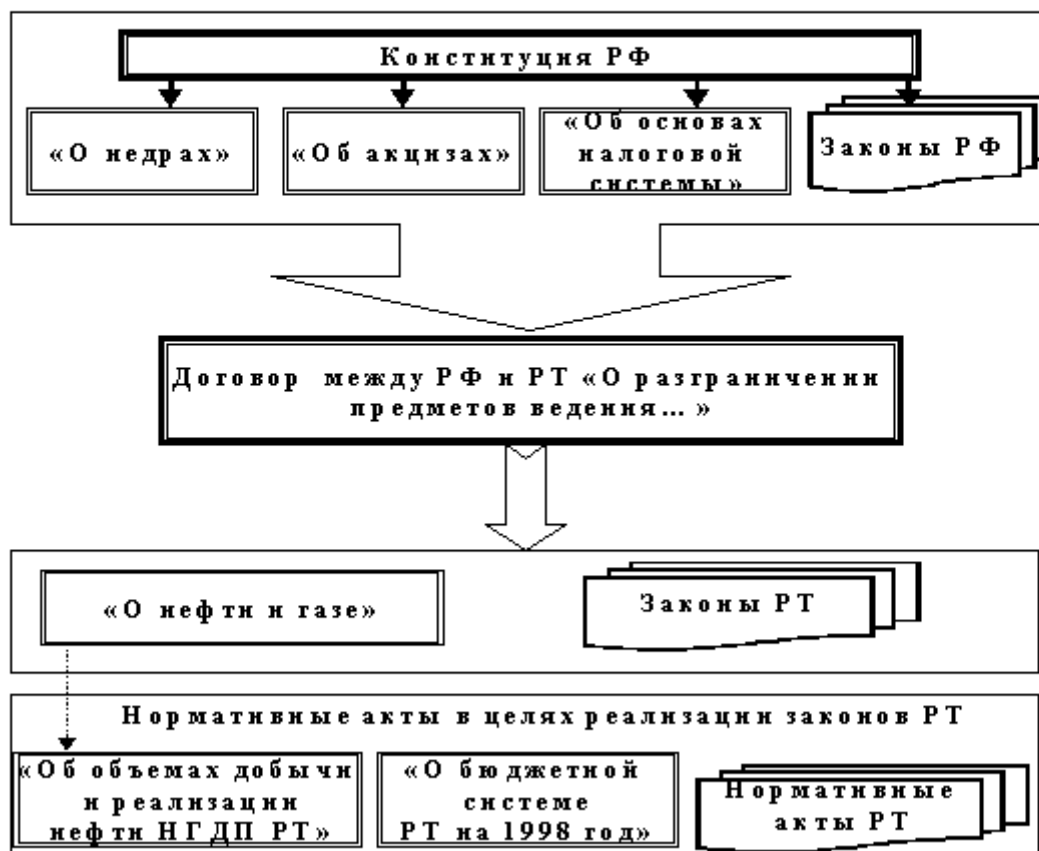 Конституция РФ
«О недрах»
«Об акцизах»
«Об основах
налоговой
системы»
Законы РФ
Договор между РФ и РТ «О разграничении
предметов ведения... »
«О нефти и газе»
Законы РТ
Нормативные акты в целях реализации законов РТ
«Об объемах добычи
и реализации
нефти НГДП РТ»
«О бюджетной
системе
РТ на 1998 год»
Нормативные
акты РТ